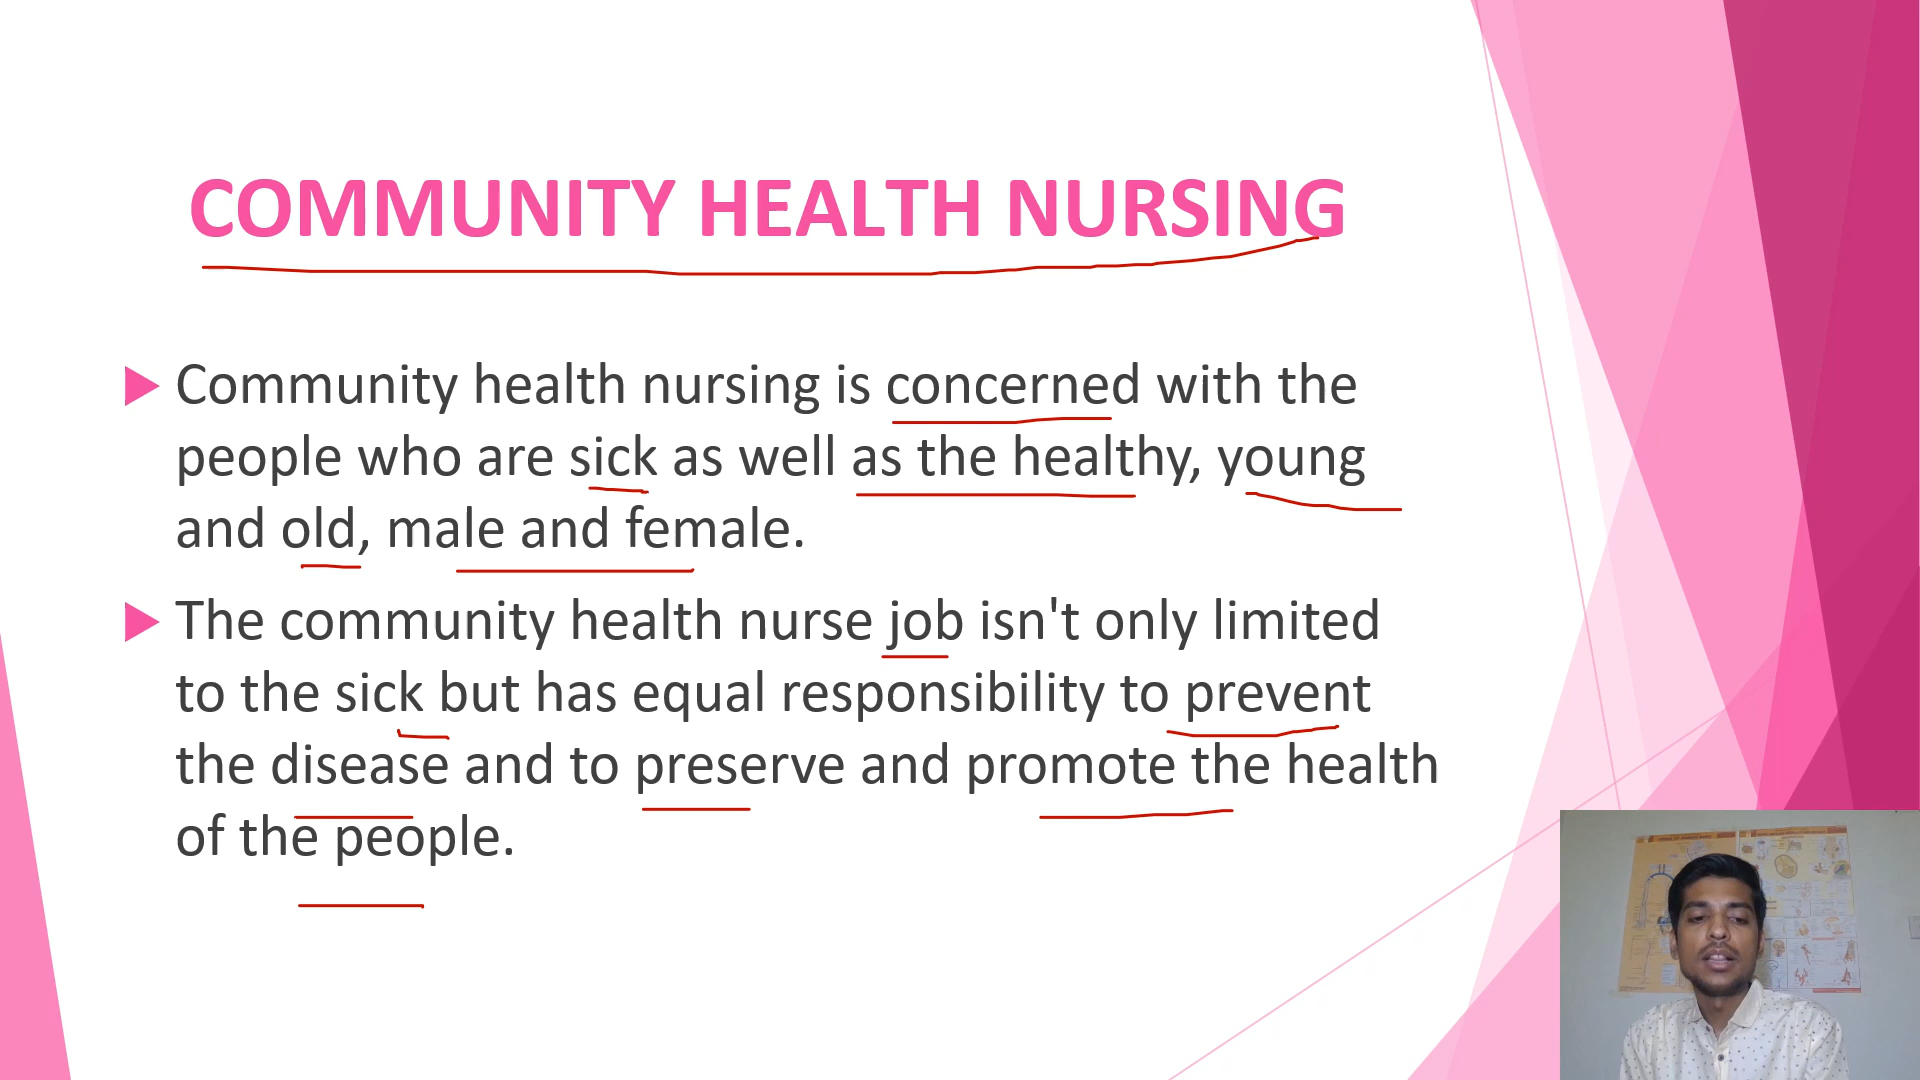 COMMUNITY HEALTH NURSING
Community health nursing is concerned with the
people who are sick as well as the healthy, young
and old, male and female.
The community health nurse job isn't only limited
to the sick but has equal responsibility to prevent
the disease and to preserve and promote the health
of the people.